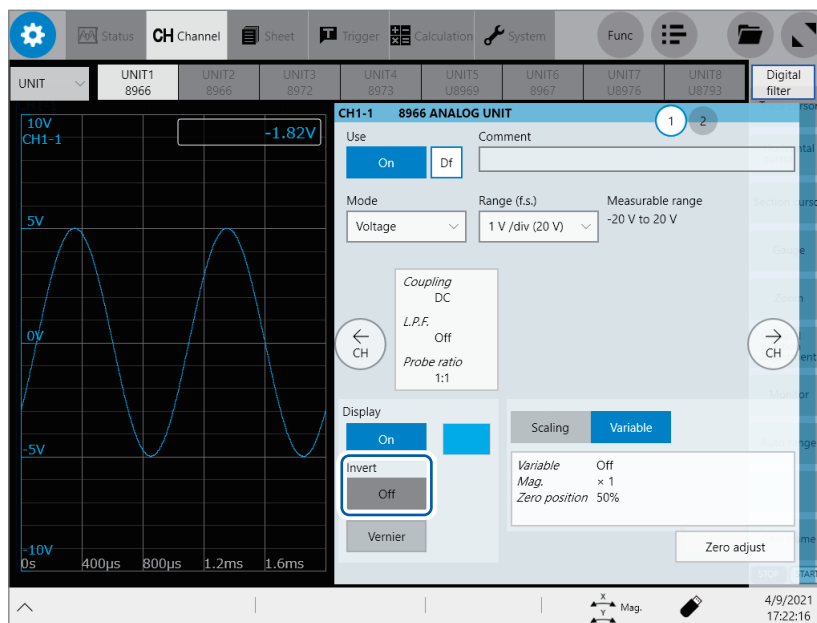 Status CH Channel Sheet Trigger Calculation System Func
UNIT UNIT1 UNIT2 UNIT3 UNIT4 UNIT5 UNIT6 UNIT7 UNIT8 Digital
8966 8966 8972 8973 U8969 8967 U8976 U8793 filter
CH1-1 8966 ANALOG UNIT 1 2
10V
CH1-1
-1.82V
5V
0V
-5V
-10V
0s 400µs 800µs 1.2ms 1.6ms
Use Comment
On Df
Mode Range (f.s.) Measurable range
Voltage 1 V /div (20 V) -20 V to 20 V
Coupling
DC
L.P.F.
Off
Probe ratio
1:1
← CH
→ CH
Display
On
Invert
Off
Vernier
Scaling Variable
Variable Off
Mag. × 1
Zero position 50%
Zero adjust
STOP START
X
Y
Mag.
4/9/2021
17:22:16